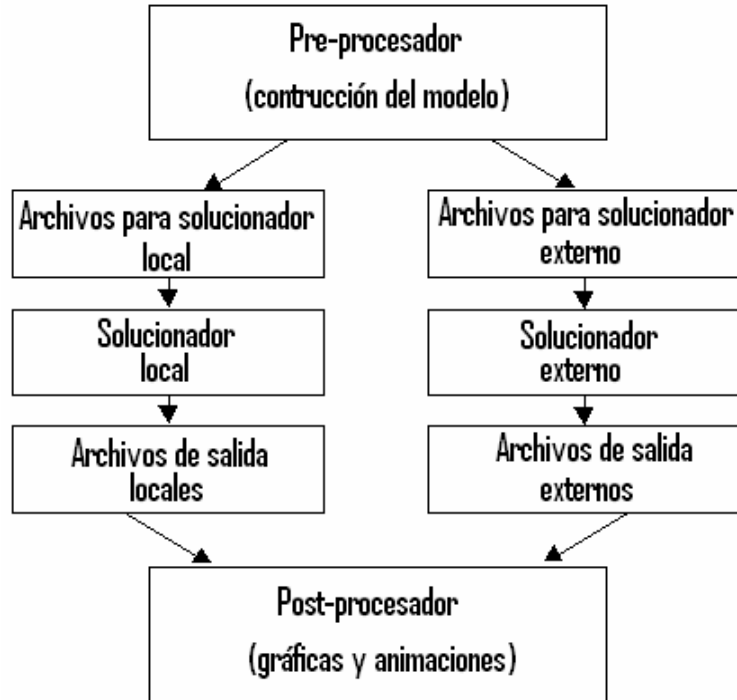 Pre-procesador
(contrucción del modelo)
Archivos para solucionador
local
Archivos para solucionador
externo
Solucionador
local
Solucionador
externo
Archivos de salida
locales
Archivos de salida
externos
Post-procesador
(gráficas y animaciones)